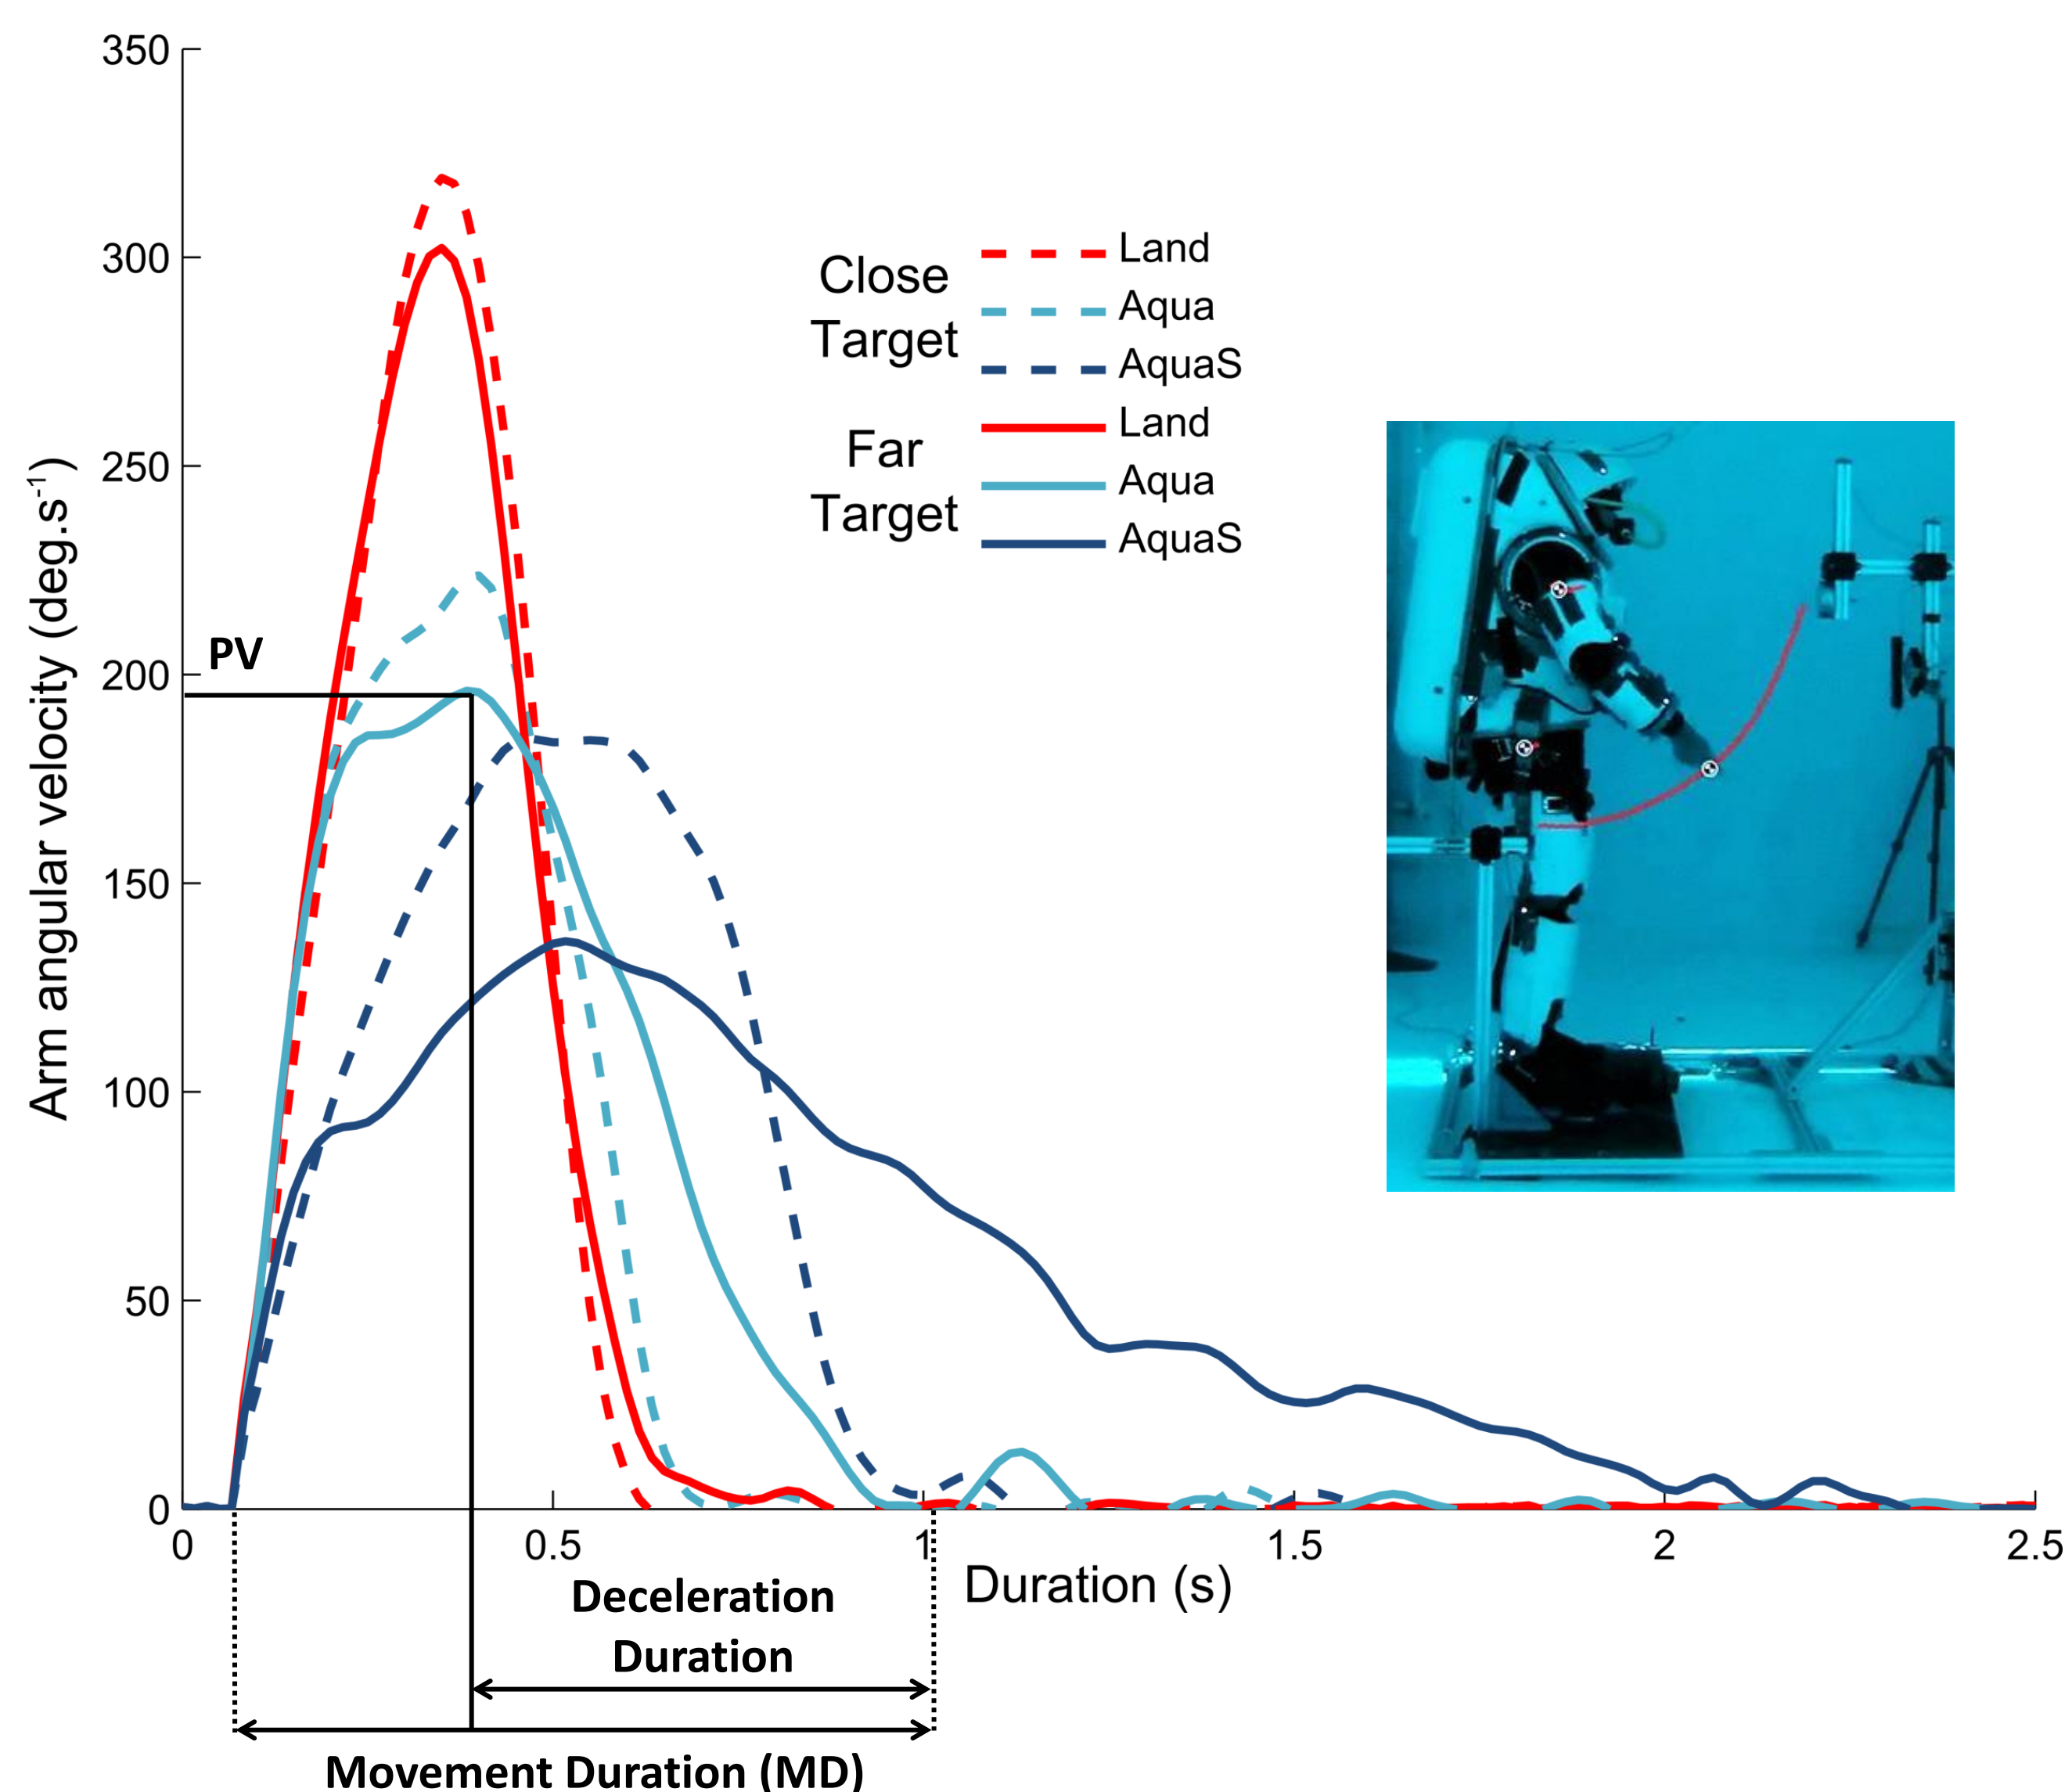 350
300
250
200
150
100
50
0
Arm angular velocity (deg.s-1)
PV
Close
Target
Land
Aqua
AquaS
Far
Target
Land
Aqua
AquaS
0
0.5
1
1.5
2
2.5
Duration (s)
Deceleration
Duration
Movement Duration (MD)